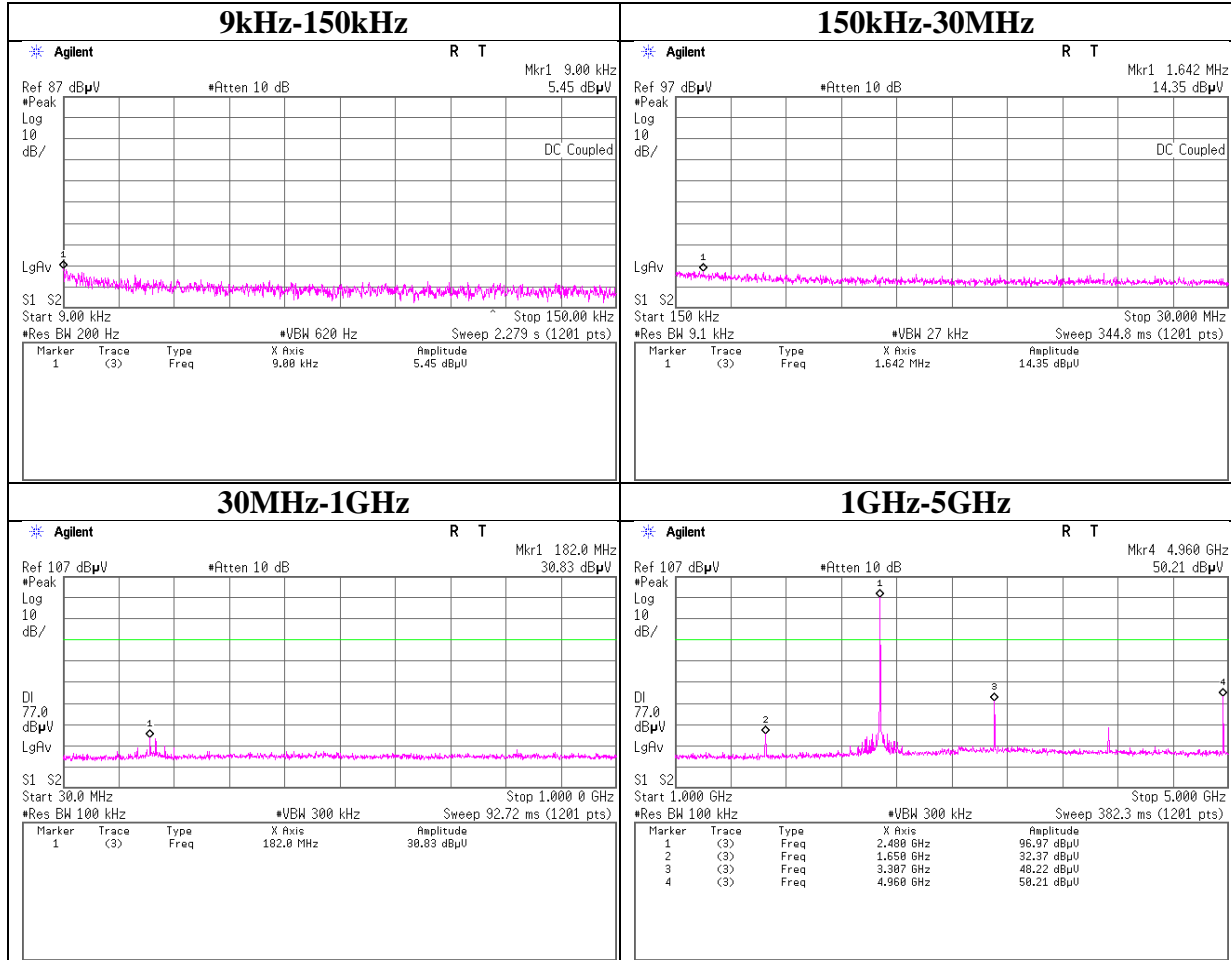 9kHz-150kHz
Agilent R T
Mkr1 9.00 kHz
Ref 87 dBµV #Atten 10 dB 5.45 dBµV
#Peak
Log
10
dB/
DC Coupled
1
LgAv
S1 S2
Start 9.00 kHz ^ Stop 150.00 kHz
#Res BW 200 Hz #VBW 620 Hz Sweep 2.279 s (1201 pts)
Marker Trace Type X Axis Amplitude
1 (3) Freq 9.00 kHz 5.45 dBµV
150kHz-30MHz
Agilent R T
Mkr1 1.642 MHz
Ref 97 dBµV #Atten 10 dB 14.35 dBµV
#Peak
Log
10
dB/
DC Coupled
1
LgAv
S1 S2
Start 150 kHz Stop 30.000 MHz
#Res BW 9.1 kHz #VBW 27 kHz Sweep 344.8 ms (1201 pts)
Marker Trace Type X Axis Amplitude
1 (3) Freq 1.642 MHz 14.35 dBµV
30MHz-1GHz
Agilent R T
Mkr1 182.0 MHz
Ref 107 dBµV #Atten 10 dB 30.83 dBµV
#Peak
Log
10
dB/
DI
77.0
dBµV
1
LgAv
S1 S2
Start 30.0 MHz Stop 1.000 0 GHz
#Res BW 100 kHz #VBW 300 kHz Sweep 92.72 ms (1201 pts)
Marker Trace Type X Axis Amplitude
1 (3) Freq 182.0 MHz 30.83 dBµV
1GHz-5GHz
Agilent R T
Mkr4 4.960 GHz
Ref 107 dBµV #Atten 10 dB 50.21 dBµV
#Peak
1
Log
10
dB/
4
3
DI
77.0
2
dBµV
LgAv
S1 S2
Start 1.000 GHz Stop 5.000 GHz
#Res BW 100 kHz #VBW 300 kHz Sweep 382.3 ms (1201 pts)
Marker Trace Type X Axis Amplitude
1 (3) Freq 2.480 GHz 96.97 dBµV
2 (3) Freq 1.650 GHz 32.37 dBµV
3 (3) Freq 3.307 GHz 48.22 dBµV
4 (3) Freq 4.960 GHz 50.21 dBµV